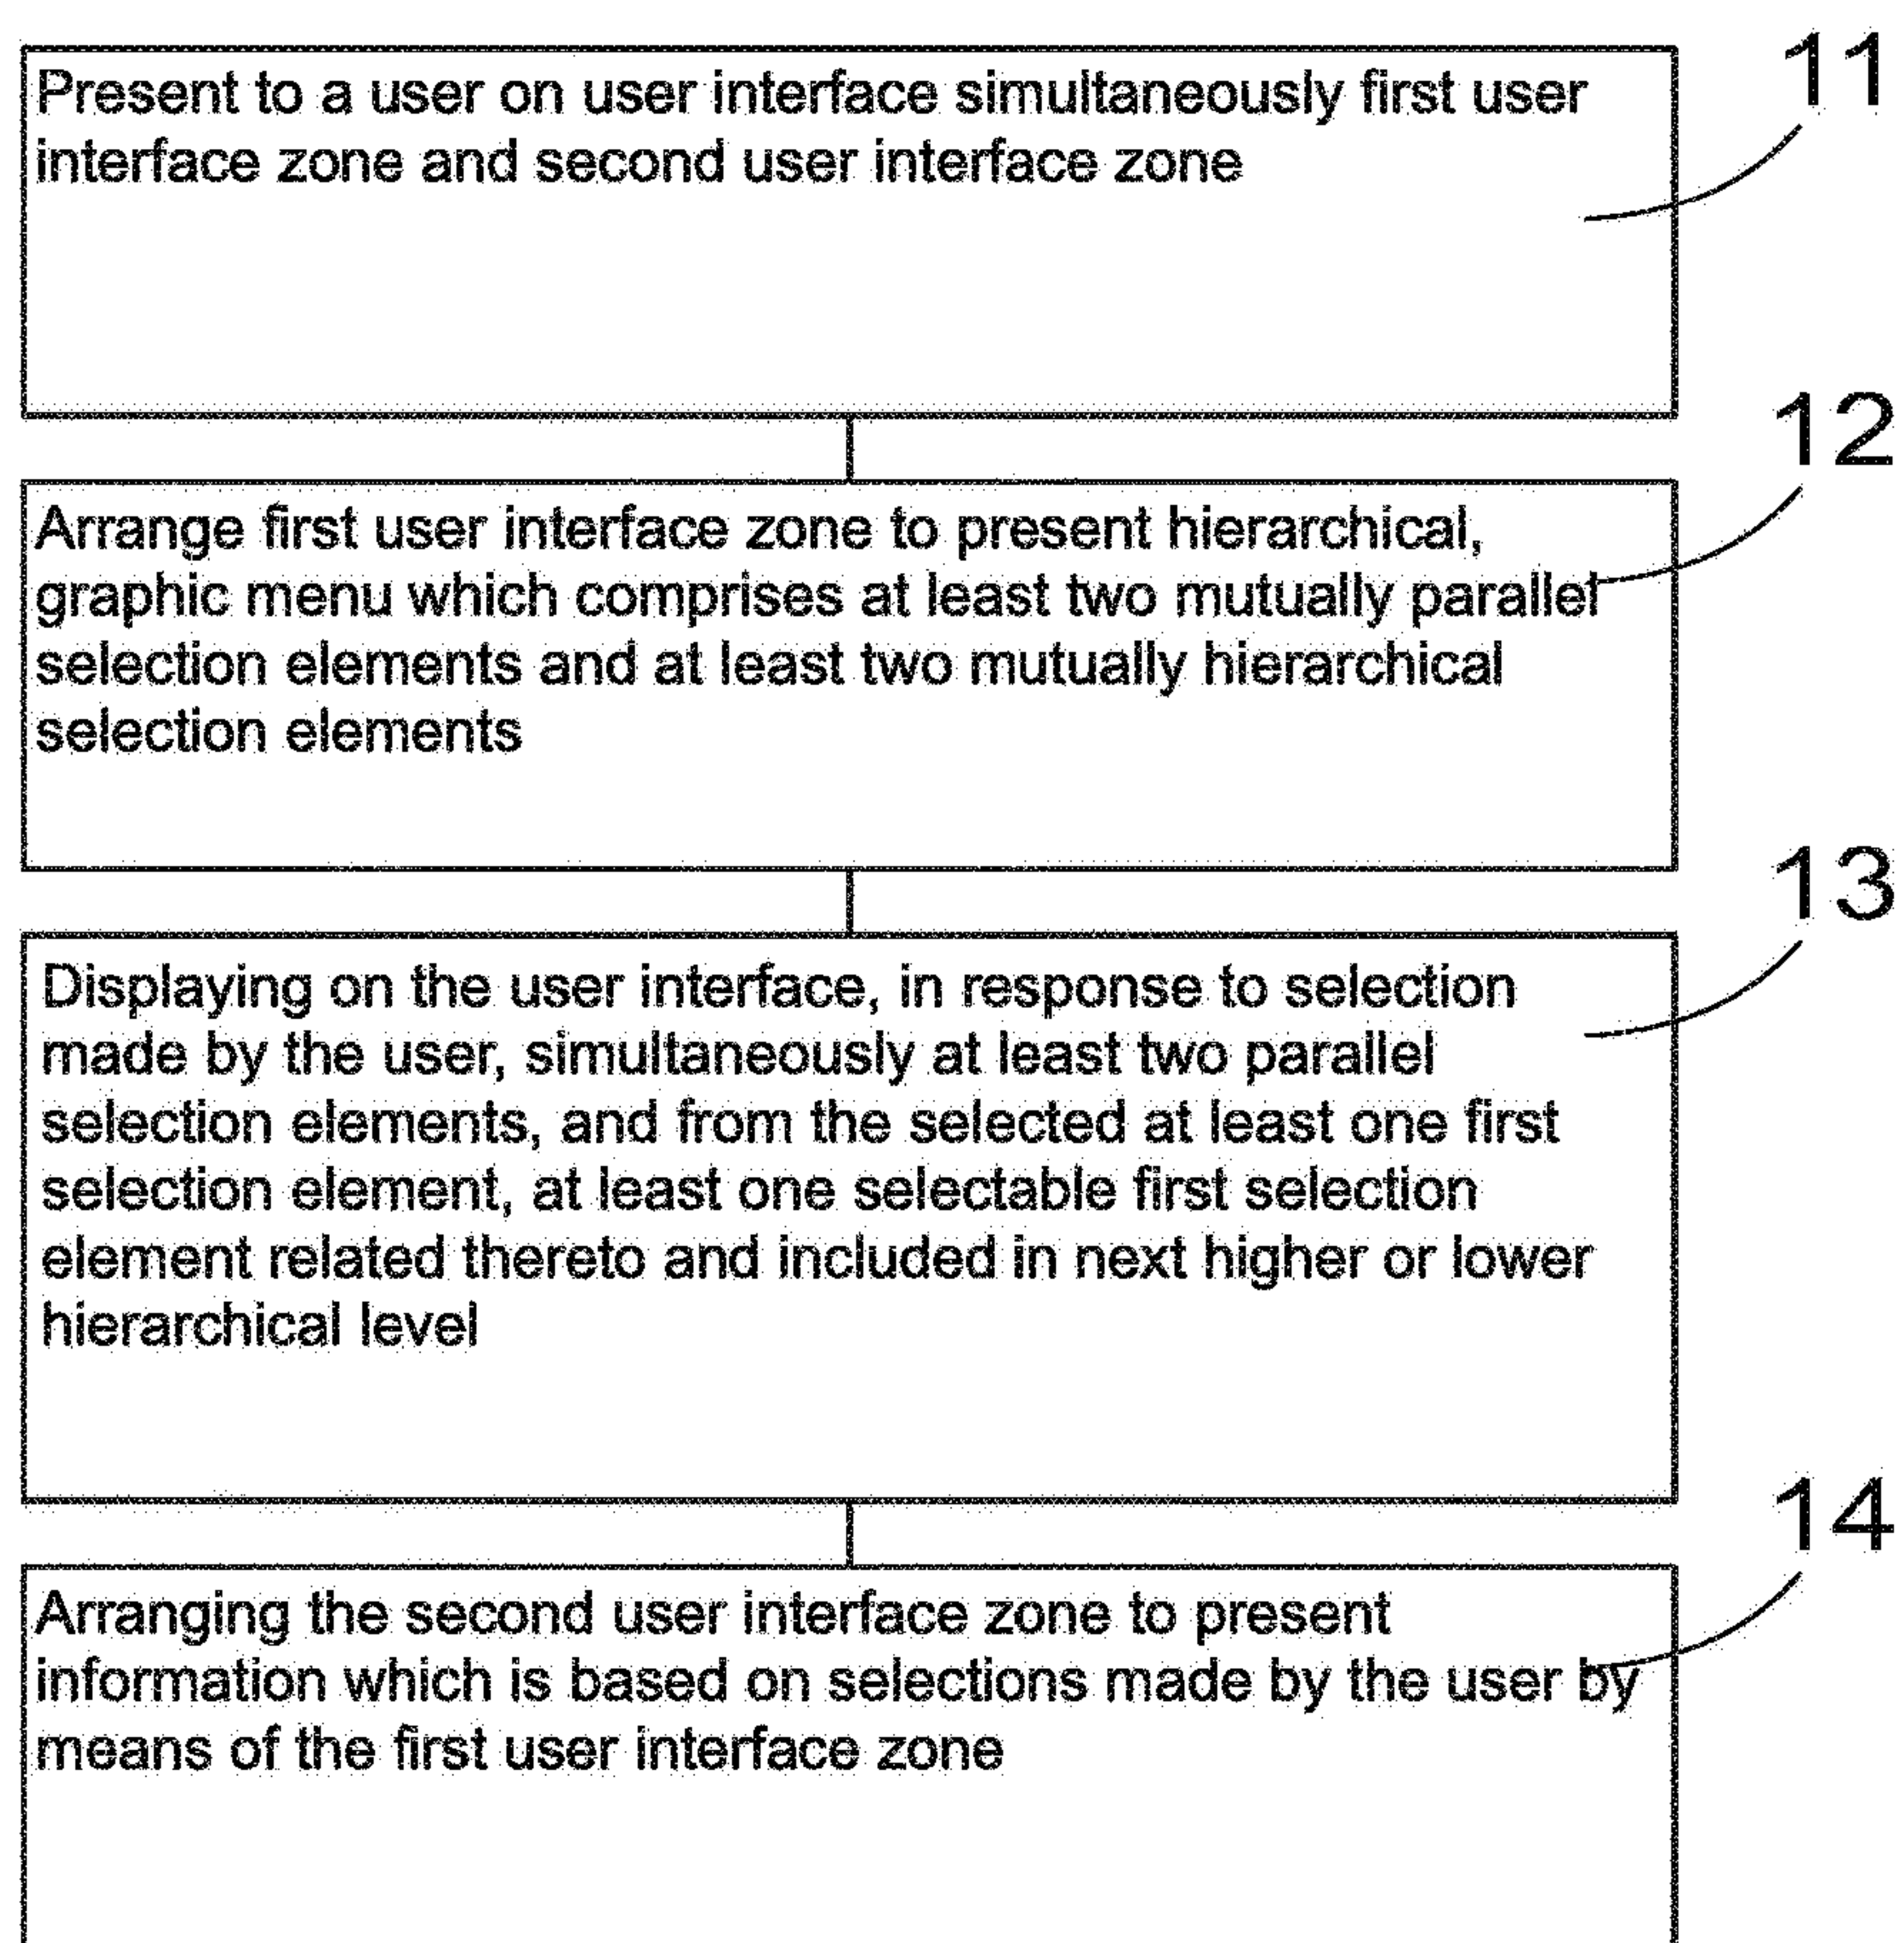 11
Present to a user on user interface simultaneously first user
interface zone and second user interface zone
12
Arrange first user interface zone to present hierarchical,
graphic menu which comprises at least two mutually parallel
selection elements and at least two mutually hierarchical
selection elements
13
Displaying on the user interface, in response to selection
made by the user, simultaneously at least two parallel
selection elements, and from the selected at least one first
selection element, at least one selectable first selection
element related thereto and included in next higher or lower
hierarchical level
14
Arranging the second user interface zone to present
information which is based on selections made by the user by
means of the first user interface zone